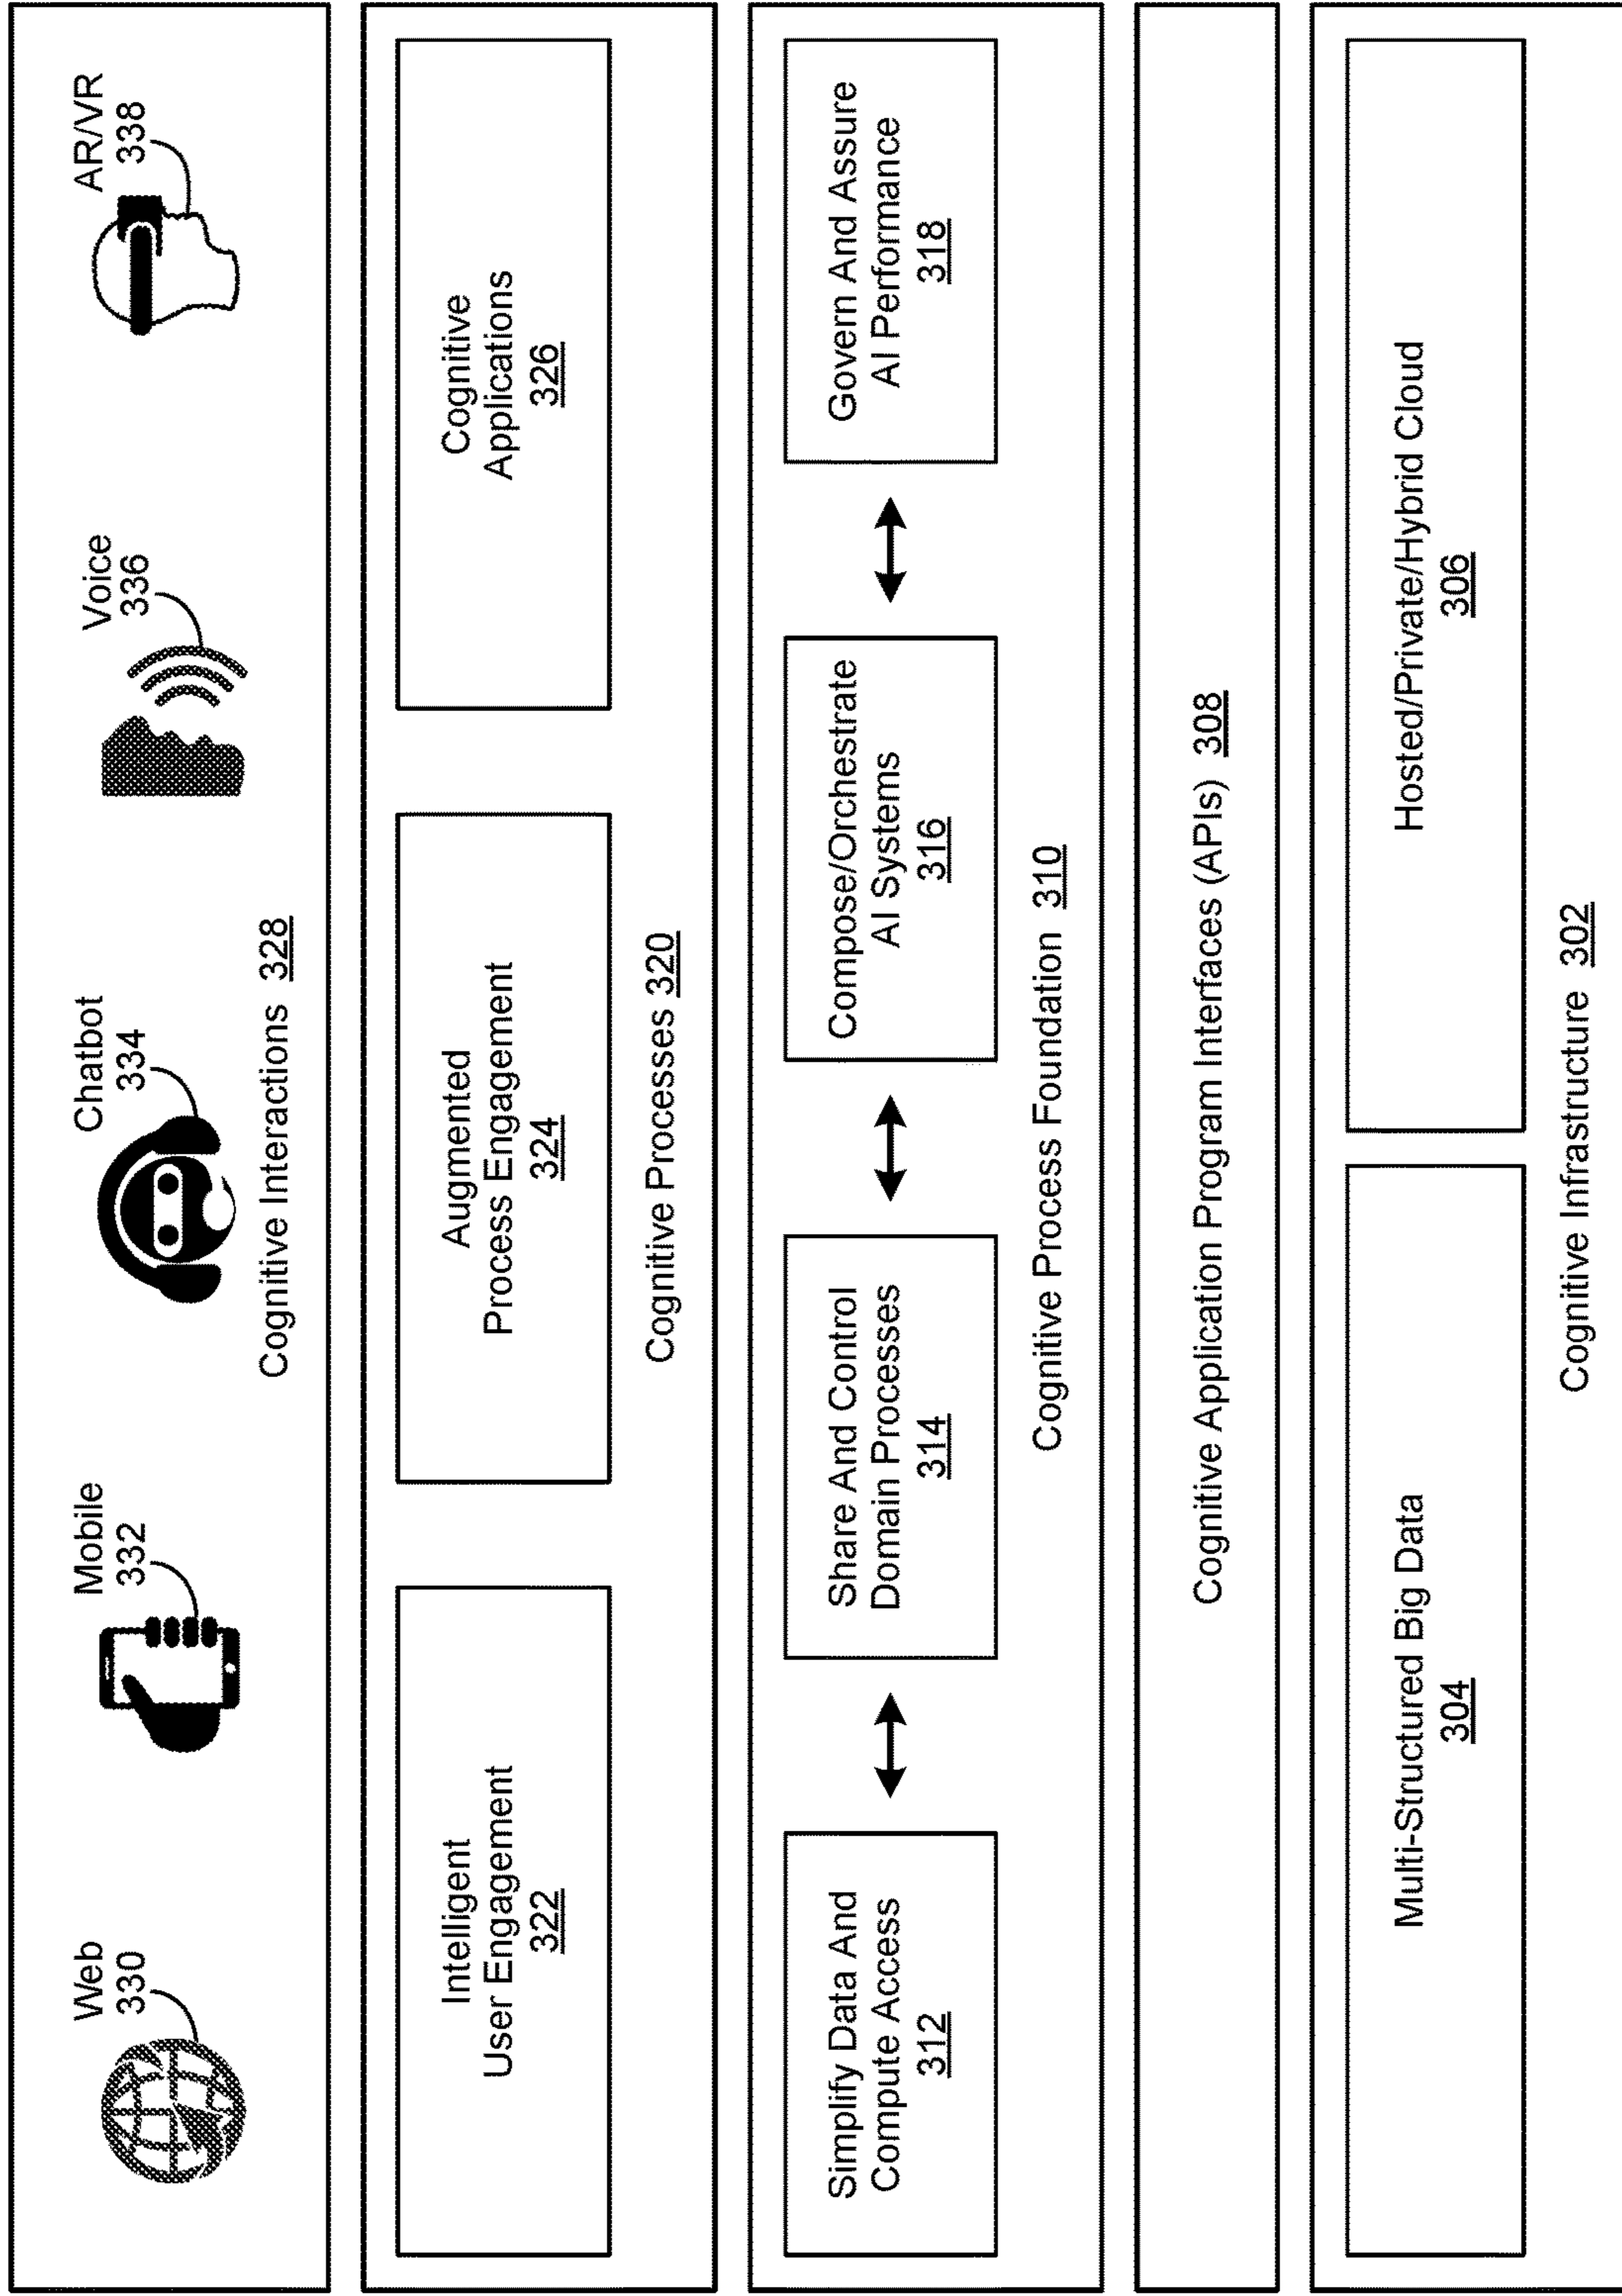 Web
330
Mobile
332
Chatbot
334
Voice
336
AR/VR
338
Cognitive Interactions 328
Intelligent
User Engagement
322
Augmented
Process Engagement
324
Cognitive
Applications
326
Cognitive Processes 320
Simplify Data And
Compute Access
312
Share And Control
Domain Processes
314
Compose/Orchestrate
AI Systems
316
Govern And Assure
AI Performance
318
Cognitive Process Foundation 310
Cognitive Application Program Interfaces (APIs) 308
Multi-Structured Big Data
304
Hosted/Private/Hybrid Cloud
306
Cognitive Infrastructure 302